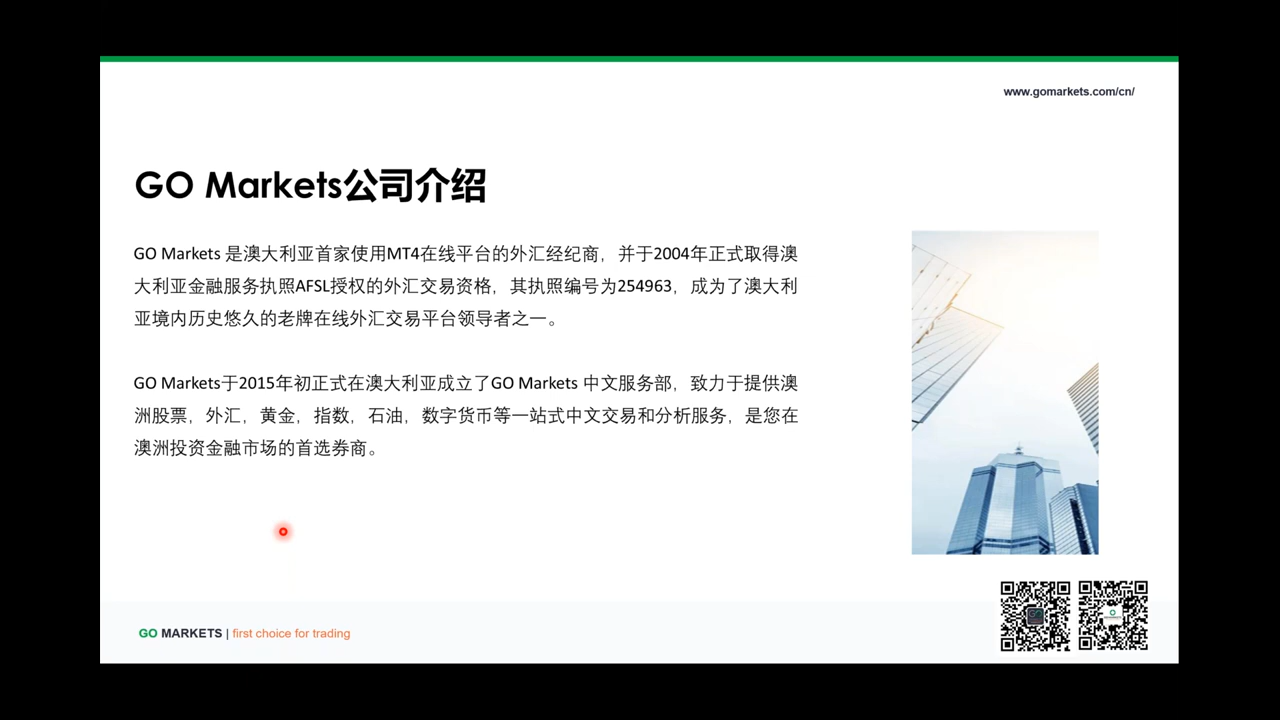 www.gomarkets.com/cn/
GO Markets公司介绍
GO Markets 是澳大利亚首家使用MT4在线平台的外汇经纪商，并于2004年正式取得澳
大利亚金融服务执照AFSL授权的外汇交易资格，其执照编号为254963，成为了澳大利
亚境内历史悠久的老牌在线外汇交易平台领导者之一。
GO Markets于2015年初正式在澳大利亚成立了GO Markets 中文服务部，致力于提供澳
洲股票，外汇，黄金，指数，石油，数字货币等一站式中文交易和分析服务，是您在
澳洲投资金融市场的首选券商。
GO MARKETS | first choice for trading